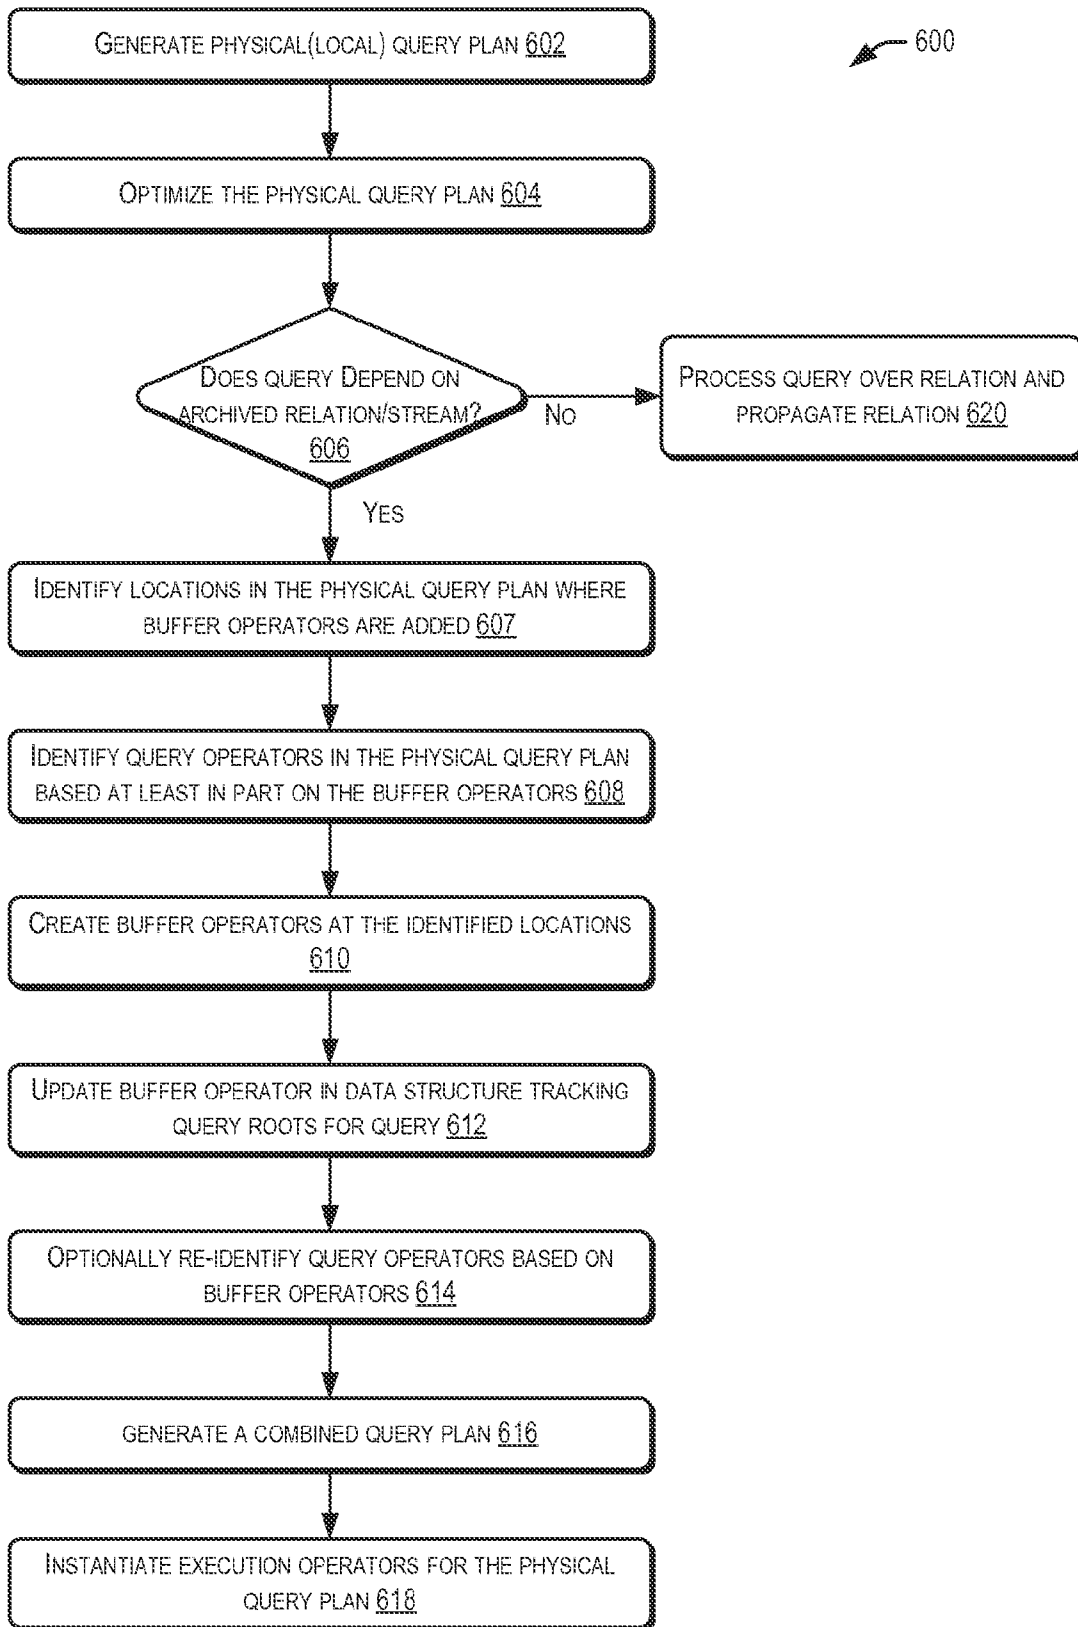 GENERATE PHYSICAL(LOCAL) QUERY PLAN 602
600
OPTIMIZE THE PHYSICAL QUERY PLAN 604
DOES QUERY DEPEND ON
ARCHIVED RELATION/STREAM?
606
NO
PROCESS QUERY OVER RELATION AND
PROPAGATE RELATION 620
YES
IDENTIFY LOCATIONS IN THE PHYSICAL QUERY PLAN WHERE
BUFFER OPERATORS ARE ADDED 607
IDENTIFY QUERY OPERATORS IN THE PHYSICAL QUERY PLAN
BASED AT LEAST IN PART ON THE BUFFER OPERATORS 608
CREATE BUFFER OPERATORS AT THE IDENTIFIED LOCATIONS
610
UPDATE BUFFER OPERATOR IN DATA STRUCTURE TRACKING
QUERY ROOTS FOR QUERY 612
OPTIONALLY RE-IDENTIFY QUERY OPERATORS BASED ON
BUFFER OPERATORS 614
GENERATE A COMBINED QUERY PLAN 616
INSTANTIATE EXECUTION OPERATORS FOR THE PHYSICAL
QUERY PLAN 618